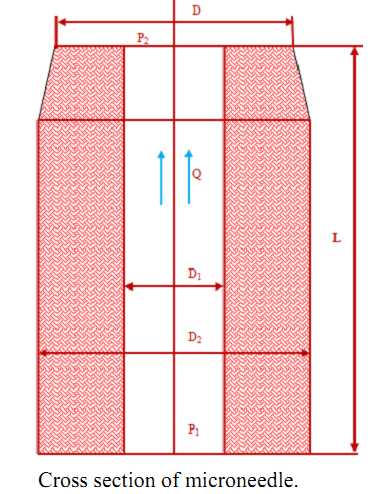 D
P₂
Q
L
D₁
D₂
P₁
Cross section of microneedle.